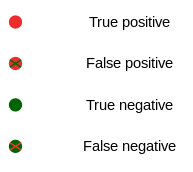 True positive
False positive
True negative
False negative